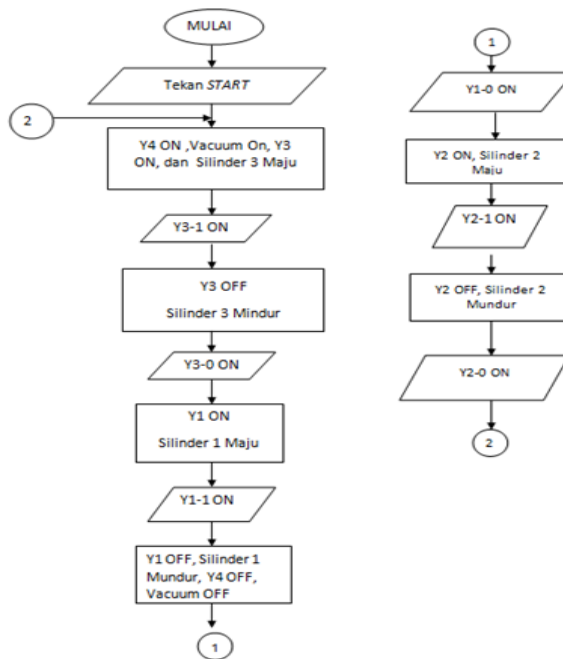 MULAI
Tekan START
2
Y4 ON ,Vacuum On, Y3
ON, dan Silinder 3 Maju
Y3-1 ON
Y3 OFF
Silinder 3 Mindur
Y3-0 ON
Y1 ON
Silinder 1 Maju
Y1-1 ON
Y1 OFF, Silinder 1
Mundur, Y4 OFF,
Vacuum OFF
1
1
Y1-0 ON
Y2 ON, Silinder 2
Maju
Y2-1 ON
Y2 OFF, Silinder 2
Mundur
Y2-0 ON
2